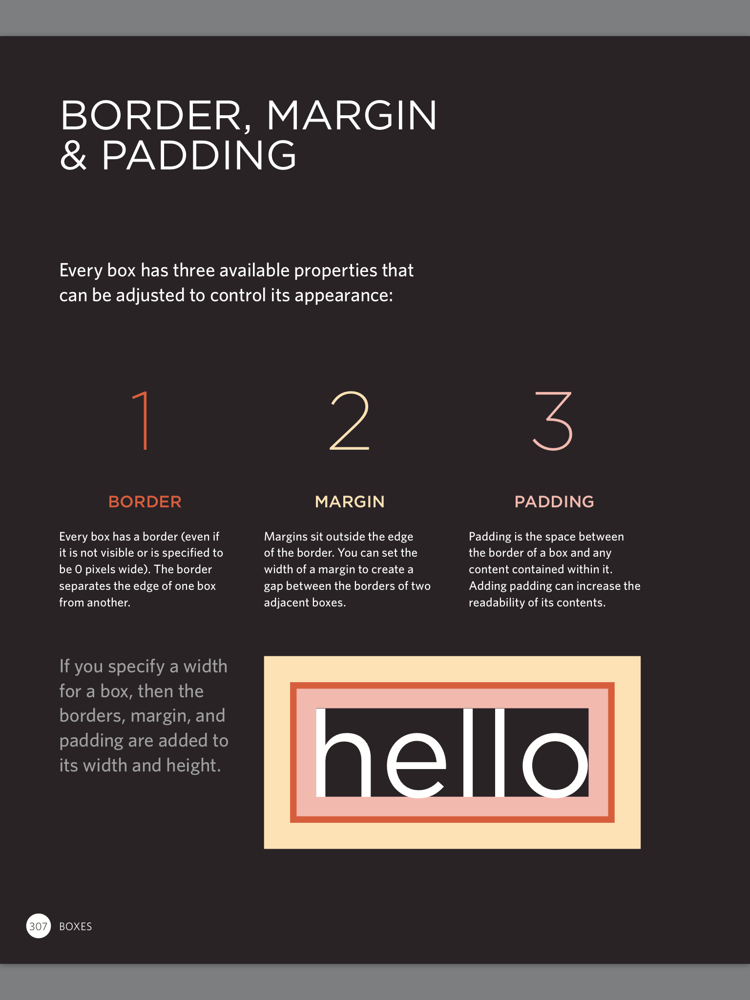 BORDER, MARGIN
& PADDING
Every box has three available properties that
can be adjusted to control its appearance:
1
BORDER
Every box has a border (even if
it is not visible or is specified to
be 0 pixels wide). The border
separates the edge of one box
from another.
2
MARGIN
Margins sit outside the edge
of the border. You can set the
width of a margin to create a
gap between the borders of two
adjacent boxes.
3
PADDING
Padding is the space between
the border of a box and any
content contained within it.
Adding padding can increase the
readability of its contents.
If you specify a width
for a box, then the
borders, margin, and
padding are added to
its width and height.
hello
307 BOXES